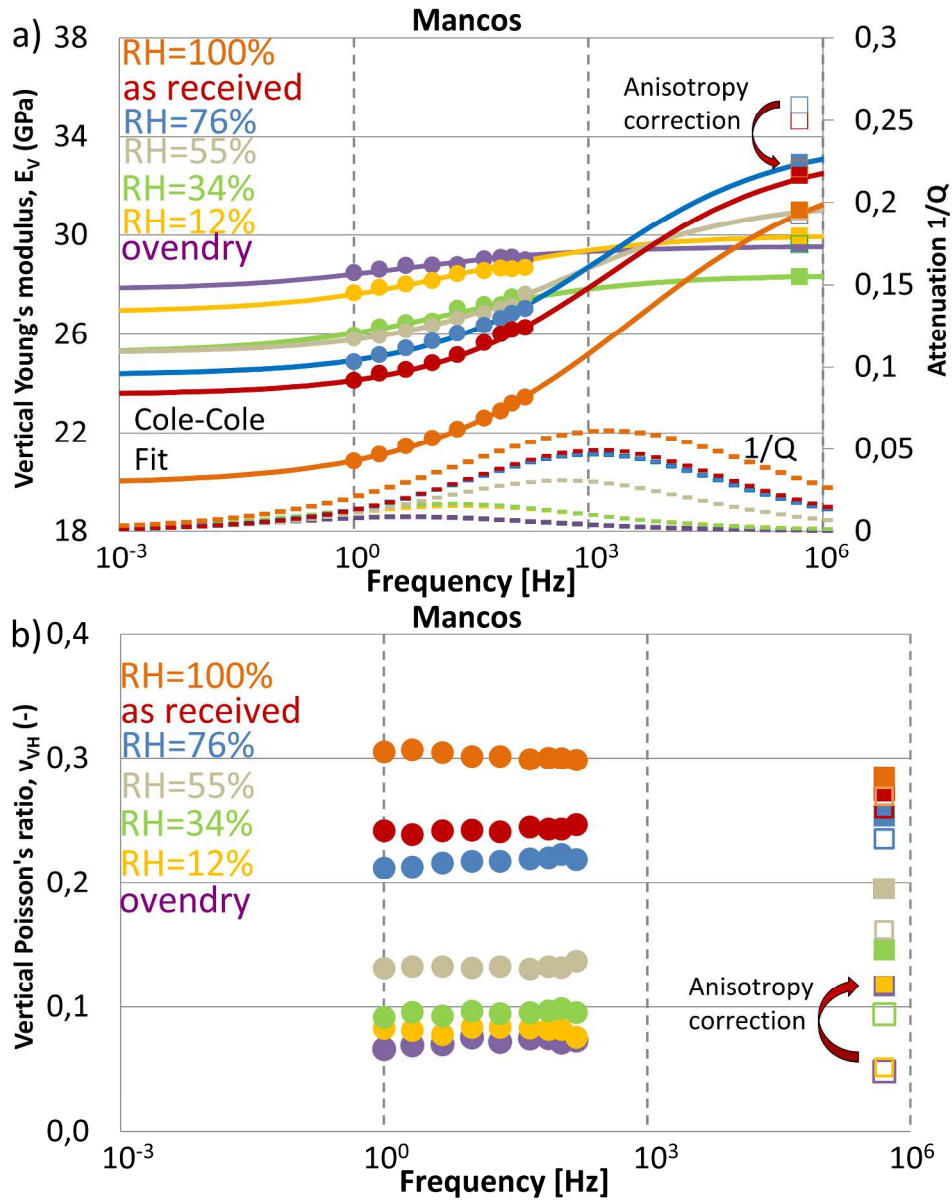 Mancos
a)
38
34
30
26
22
18
Vertical Young's modulus, E_V (GPa)
RH=100%
as received
RH=76%
RH=55%
RH=34%
RH=12%
ovendry
Anisotropy
correction
Cole-Cole
Fit
1/Q
0,3
0,25
0,2
0,15
0,1
0,05
0
Attenuation 1/Q
10^-3
10^0
10^3
10^6
Frequency [Hz]
Mancos
b)
0,4
0,3
0,2
0,1
0,0
Vertical Poisson's ratio, ν_VH (-)
RH=100%
as received
RH=76%
RH=55%
RH=34%
RH=12%
ovendry
Anisotropy
correction
10^-3
10^0
10^3
10^6
Frequency [Hz]